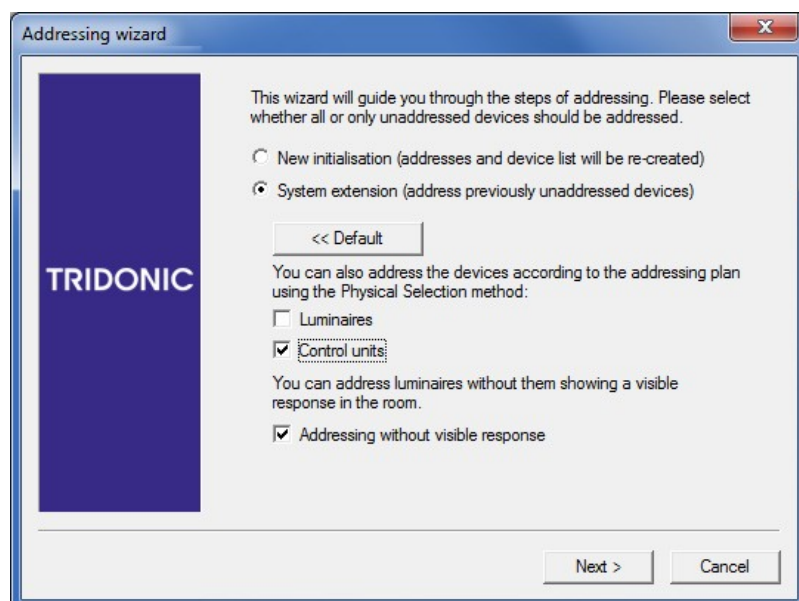 Addressing wizard
This wizard will guide you through the steps of addressing. Please select
whether all or only unaddressed devices should be addressed.
New initialisation (addresses and device list will be re-created)
System extension (address previously unaddressed devices)
<< Default
TRIDONIC
You can also address the devices according to the addressing plan
using the Physical Selection method:
Luminaires
Control units
You can address luminaires without them showing a visible
response in the room.
Addressing without visible response
Next >
Cancel